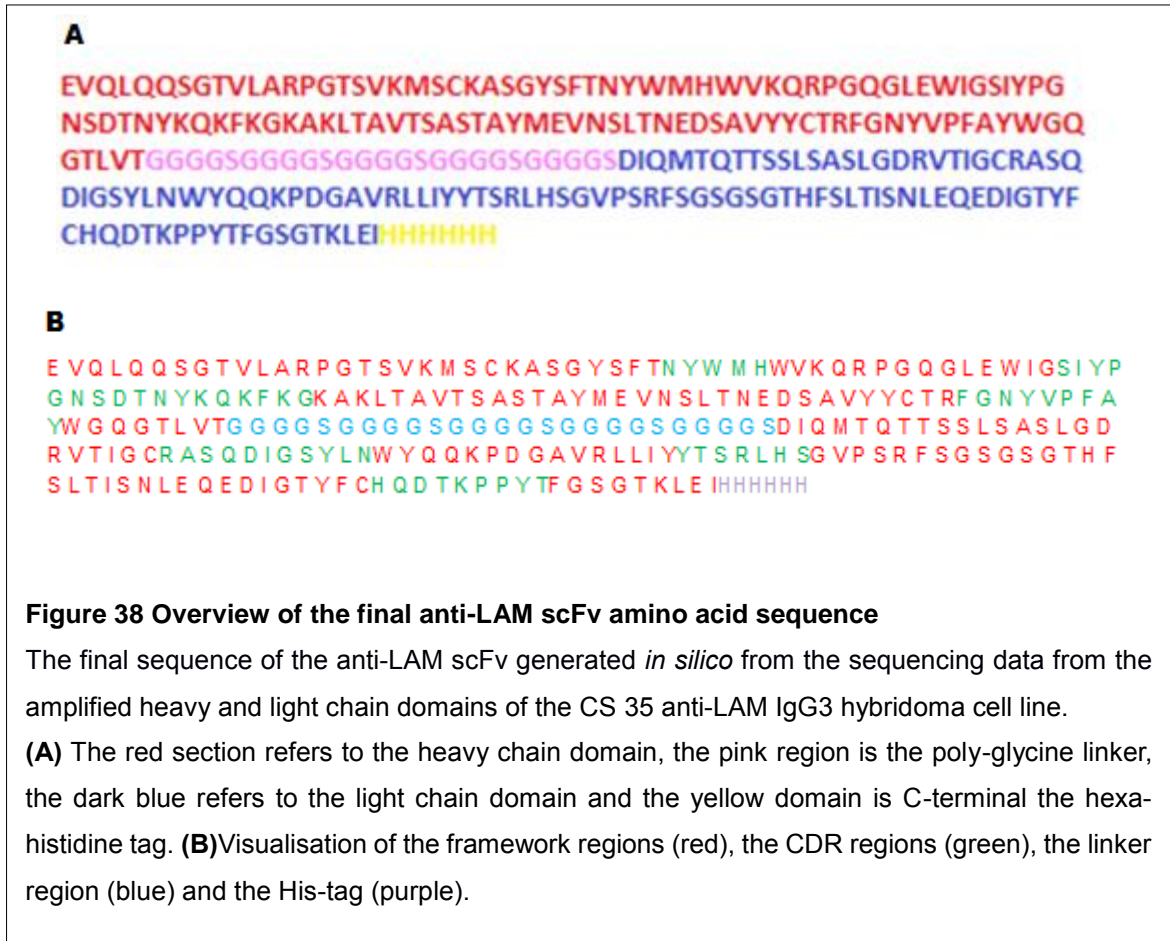 A
EVQLQQSGTVLARPGTSVKMSCKASGYSFTNYWMHWVKQRPGQGLEWIGSIYPG
NSDTNYKQKFKGKAKLTAVTSASTAYMEVNSLTNEDSAVYYCTRFGNYVPFAYWGQ
GTLVTGGGGSGGGGSGGGGSGGGGSGGGGSDIQMTQTTSSLSASLGDRVTIGCRASQ
DIGSYLNWYQQKPDGAVRLLIYYTSRLHSGVPSRFSGSGSGTHFSLTISNLEQEDIGTYF
CHQDTKPPYTFGSGTKLEIHHHHHH
B
E V Q L Q Q S G T V L A R P G T S V K M S C K A S G Y S F T N Y W M H W V K Q R P G Q G L E W I G S I Y P
G N S D T N Y K Q K F K G K A K L T A V T S A S T A Y M E V N S L T N E D S A V Y Y C T R F G N Y V P F A
Y W G Q G T L V T G G G G S G G G G S G G G G S G G G G S G G G G S D I Q M T Q T T S S L S A S L G D
R V T I G C R A S Q D I G S Y L N W Y Q Q K P D G A V R L L I Y Y T S R L H S G V P S R F S G S G S G T H F
S L T I S N L E Q E D I G T Y F C H Q D T K P P Y T F G S G T K L E I H H H H H H
Figure 38 Overview of the final anti-LAM scFv amino acid sequence
The final sequence of the anti-LAM scFv generated in silico from the sequencing data from the
amplified heavy and light chain domains of the CS 35 anti-LAM IgG3 hybridoma cell line.
(A) The red section refers to the heavy chain domain, the pink region is the poly-glycine linker,
the dark blue refers to the light chain domain and the yellow domain is C-terminal the hexa-
histidine tag. (B)Visualisation of the framework regions (red), the CDR regions (green), the linker
region (blue) and the His-tag (purple).